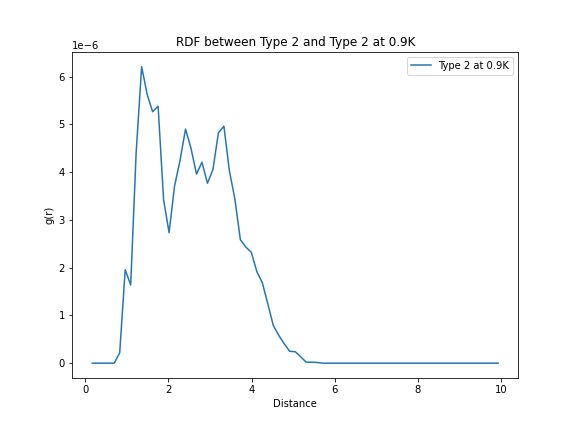 RDF between Type 2 and Type 2 at 0.9K
1e−6
Type 2 at 0.9K
6
5
4
3
2
1
0
g(r)
0 2 4 6 8 10
Distance